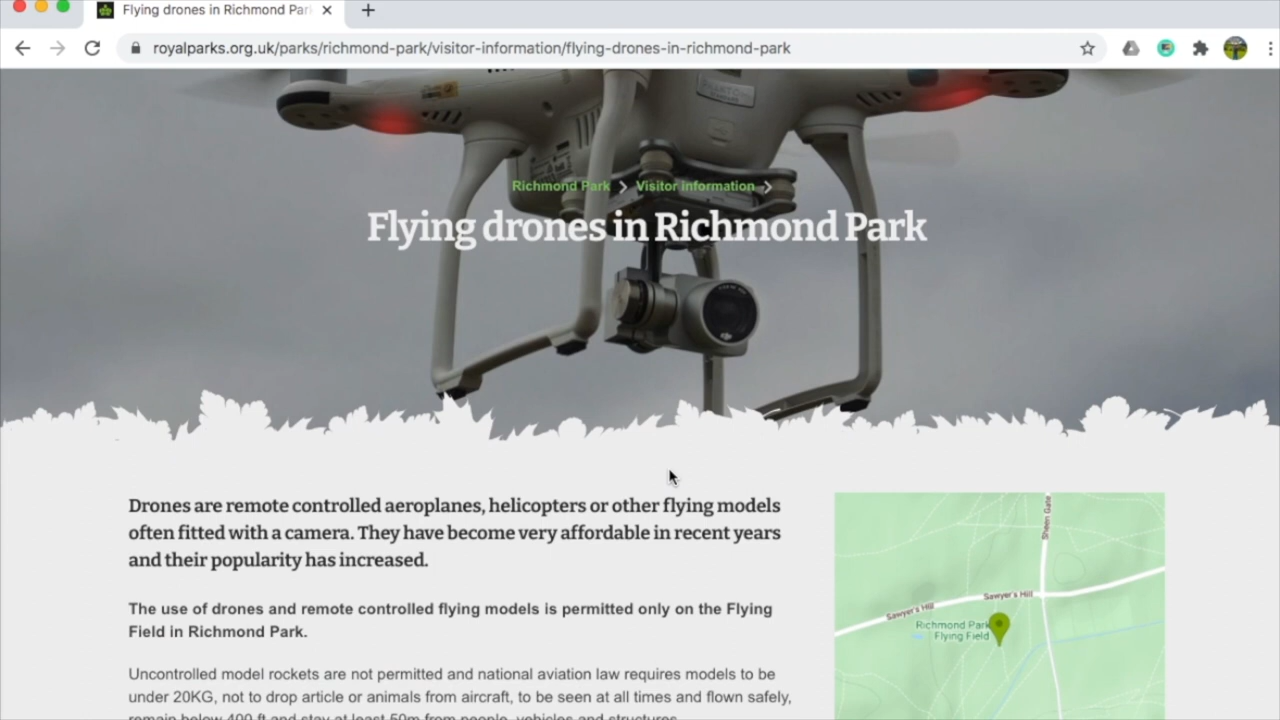 Flying drones in Richmond Par
royalparks.org.uk/parks/richmond-park/visitor-information/flying-drones-in-richmond-park
Richmond Park
Visitor information
Flying drones in Richmond Park
dji
Drones are remote controlled aeroplanes, helicopters or other flying models
often fitted with a camera. They have become very affordable in recent years
and their popularity has increased.
The use of drones and remote controlled flying models is permitted only on the Flying
Field in Richmond Park.
Uncontrolled model rockets are not permitted and national aviation law requires models to be
under 20KG, not to drop article or animals from aircraft, to be seen at all times and flown safely,
remain below 400 ft and stay at least 50m from people, vehicles and structures
Sheen Gate
Sawyer's Hill
Sawyer's Hill
Richmond Park
Flying Field